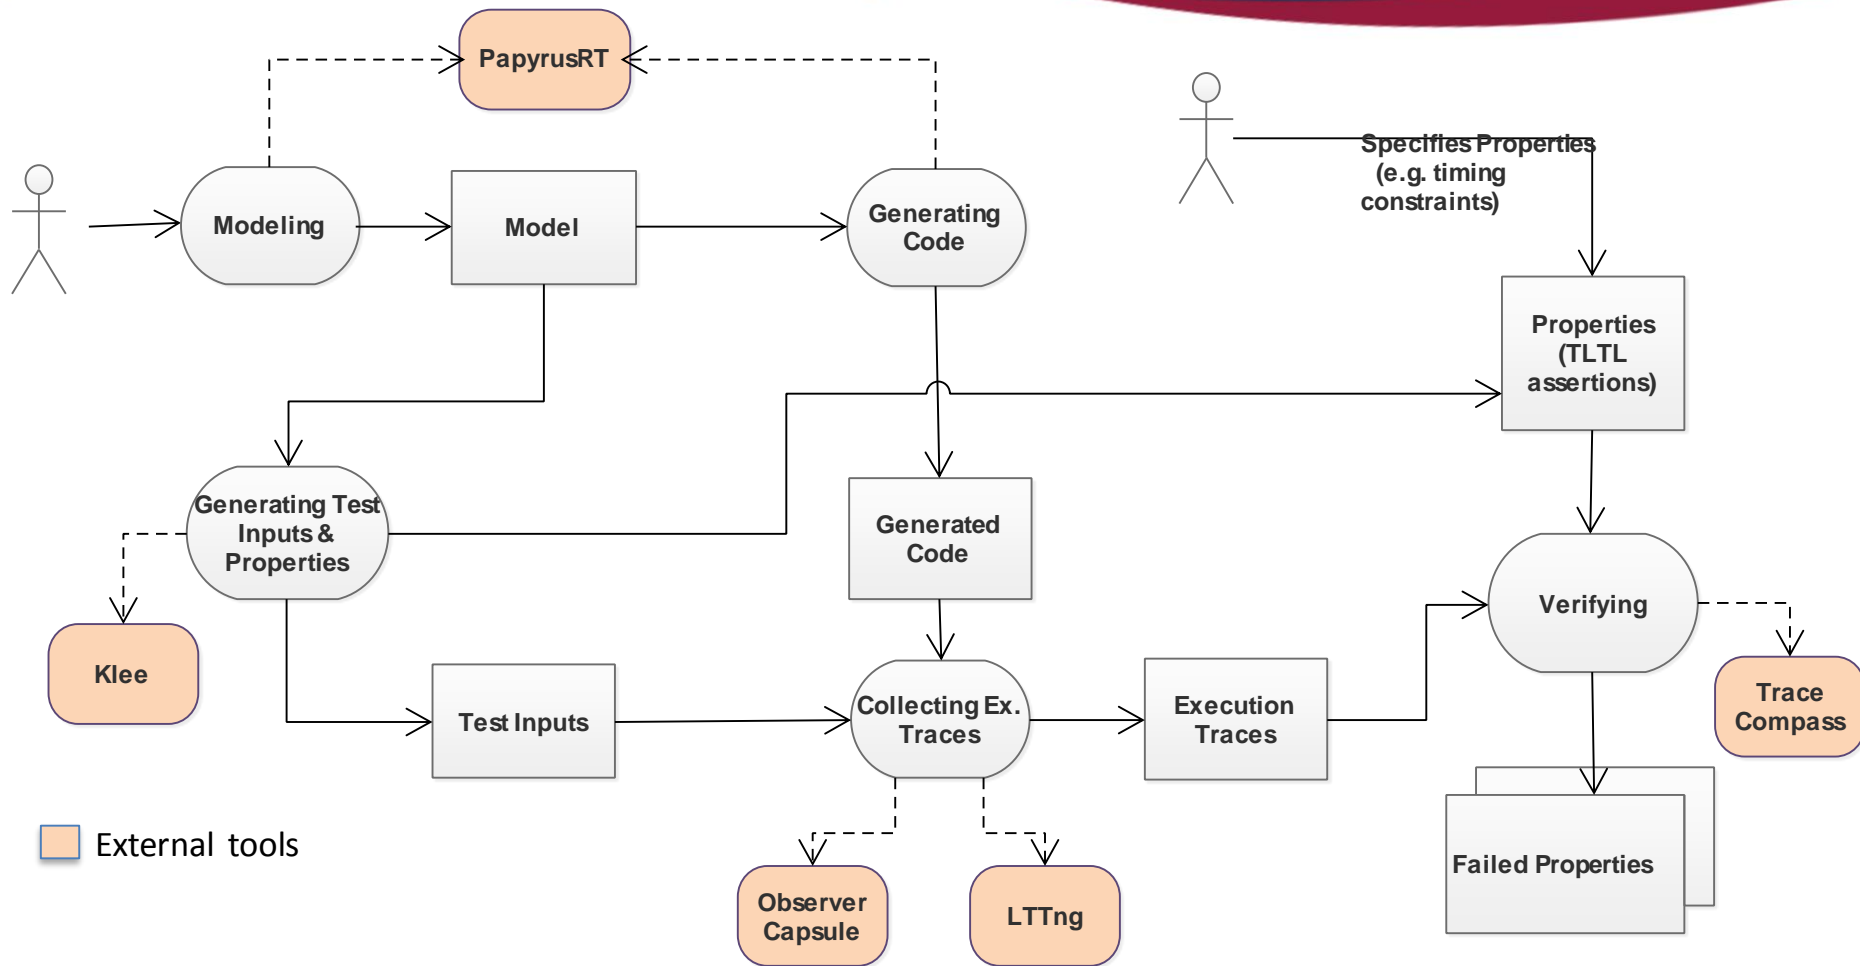 PapyrusRT
Specifies Properties
(e.g. timing
constraints)
Modeling
Model
Generating
Code
Properties
(TLTL
assertions)
Generating Test
Inputs &
Properties
Generated
Code
Verifying
Klee
Test Inputs
Collecting Ex.
Traces
Execution
Traces
Trace
Compass
External tools
Observer
Capsule
LTTng
Failed Properties